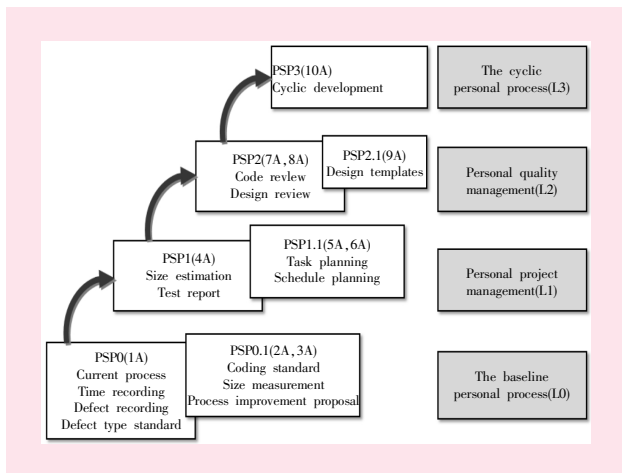 PSP3(10A)
Cyclic development
The cyclic
personal process(L3)
PSP2(7A,8A)
Code revlew
Design review
PSP2.1(9A)
Design templates
Personal quality
management(L2)
PSP1(4A)
Size estimation
Test report
PSP1.1(5A,6A)
Task planning
Schedule planning
Personal project
management(L1)
PSP0(1A)
Current process
Time recording
Defect recording
Defect type standard
PSP0.1(2A,3A)
Coding standard
Size measurement
Process improvement proposal
The baseline
personal process(L0)